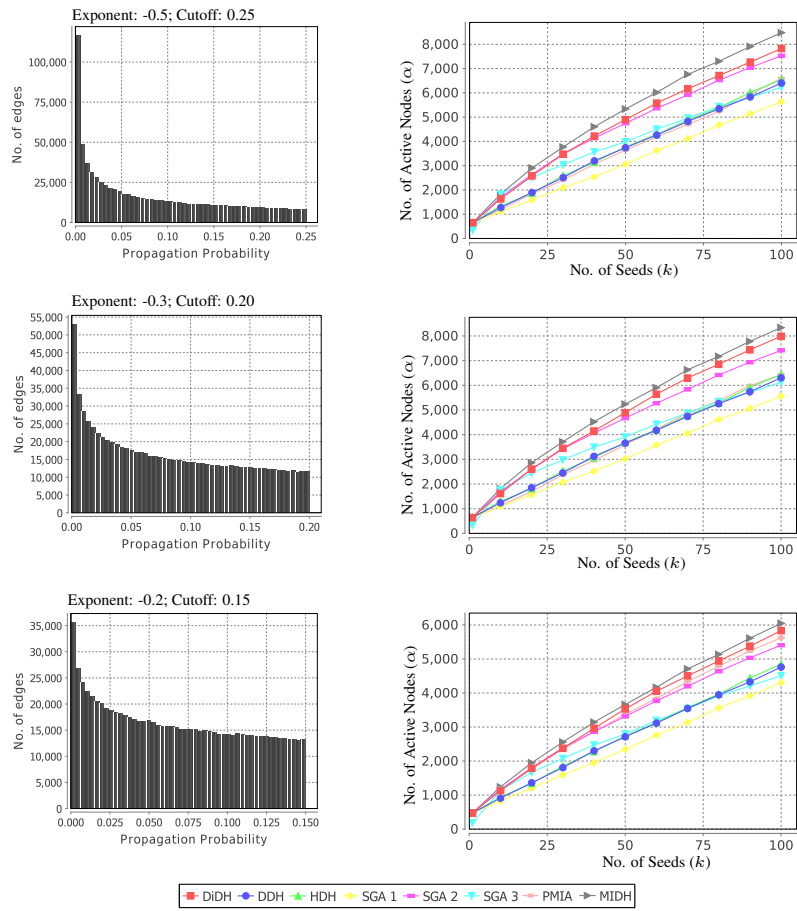 Exponent: -0.5; Cutoff: 0.25
100,000
75,000
50,000
25,000
0
0.00 0.05 0.10 0.15 0.20 0.25
No. of edges
Propagation Probability
8,000
7,000
6,000
5,000
4,000
3,000
2,000
1,000
0
0 25 50 75 100
No. of Active Nodes (α)
No. of Seeds (k)
Exponent: -0.3; Cutoff: 0.20
55,000
50,000
45,000
40,000
35,000
30,000
25,000
20,000
15,000
10,000
5,000
0
0.00 0.05 0.10 0.15 0.20
No. of edges
Propagation Probability
8,000
7,000
6,000
5,000
4,000
3,000
2,000
1,000
0
0 25 50 75 100
No. of Active Nodes (α)
No. of Seeds (k)
Exponent: -0.2; Cutoff: 0.15
35,000
30,000
25,000
20,000
15,000
10,000
5,000
0
0.000 0.025 0.050 0.075 0.100 0.125 0.150
No. of edges
Propagation Probability
6,000
5,000
4,000
3,000
2,000
1,000
0
0 25 50 75 100
No. of Active Nodes (α)
No. of Seeds (k)
DiDH DDH HDH SGA 1 SGA 2 SGA 3 PMIA MIDH